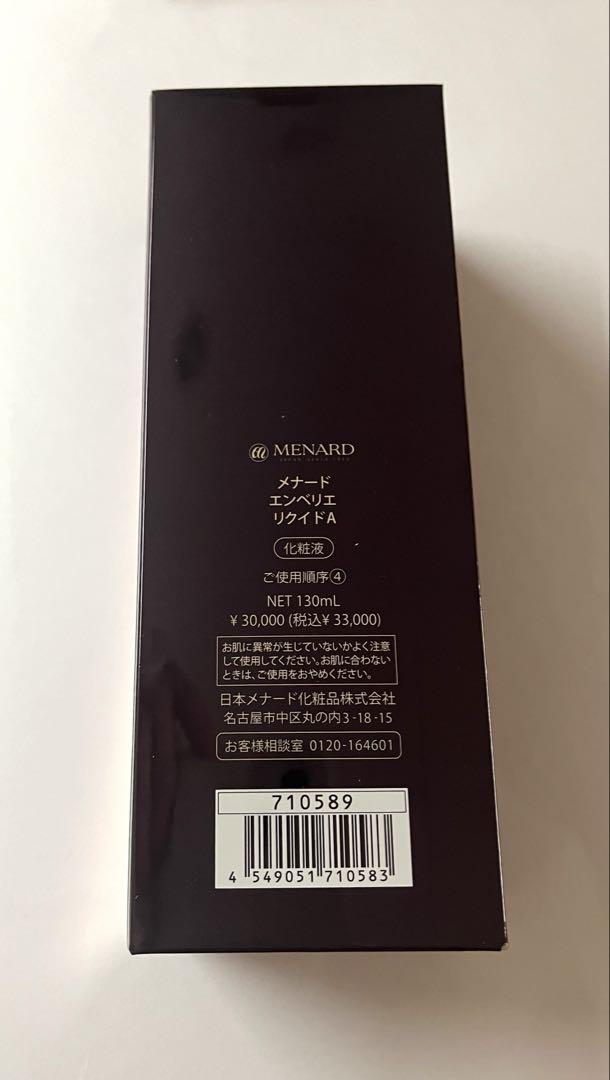 MENARD
JAPAN SINCE 1959
メナード
エンベリエ
リクイドA
化粧液
ご使用順序④
NET 130mL
¥30,000 (税込¥33,000)
お肌に異常が生じていないかよく注意
して使用してください。お肌に合わない
ときは、ご使用をおやめください。
日本メナード化粧品株式会社
名古屋市中区丸の内3-18-15
お客様相談室 0120-164601
710589
4 549051 710583